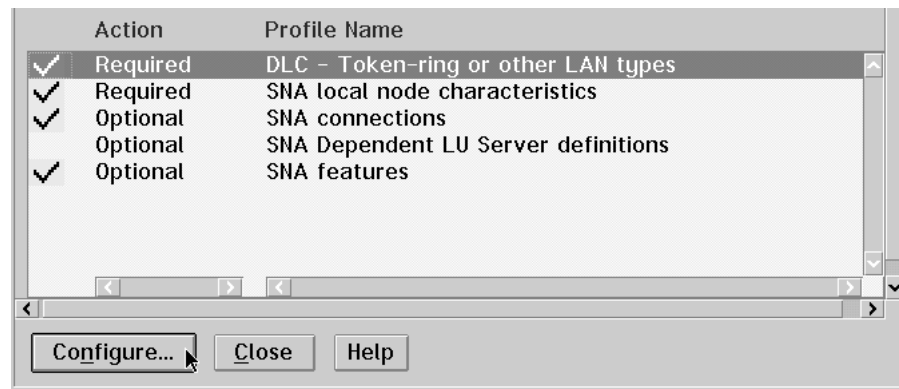 Action Profile Name
Required DLC - Token-ring or other LAN types
Required SNA local node characteristics
Optional SNA connections
Optional SNA Dependent LU Server definitions
Optional SNA features
Configure... Close Help